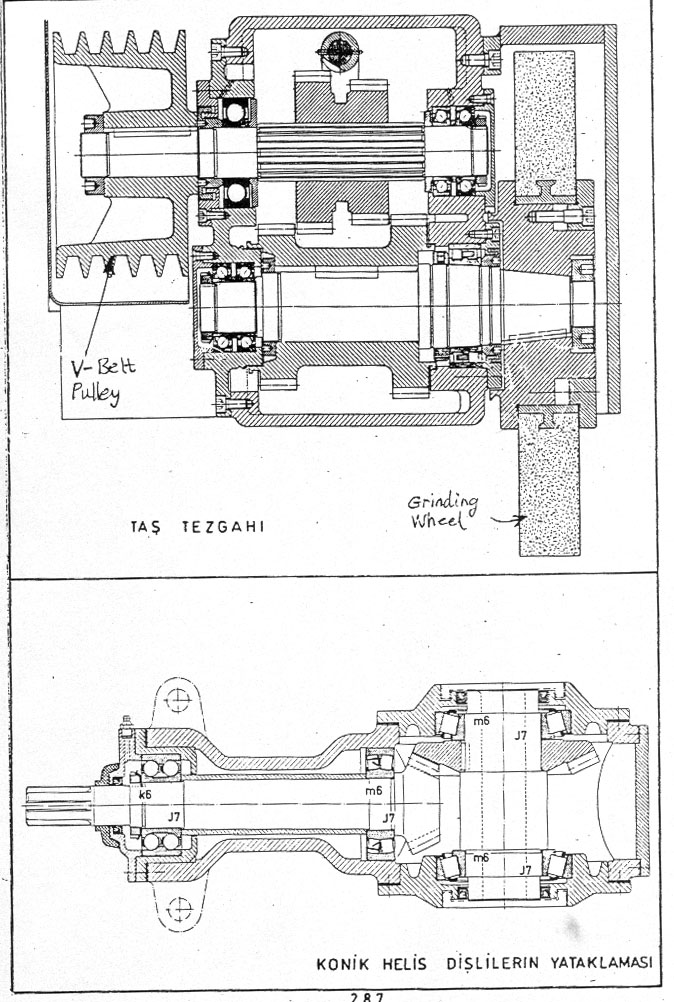 V-Belt
Pulley
Grinding
Wheel
TAŞ TEZGAHI
m6
J7
k6
J7
m6
J7
m6
J7
KONİK HELİS DİŞLİLERİN YATAKLAMASI
287